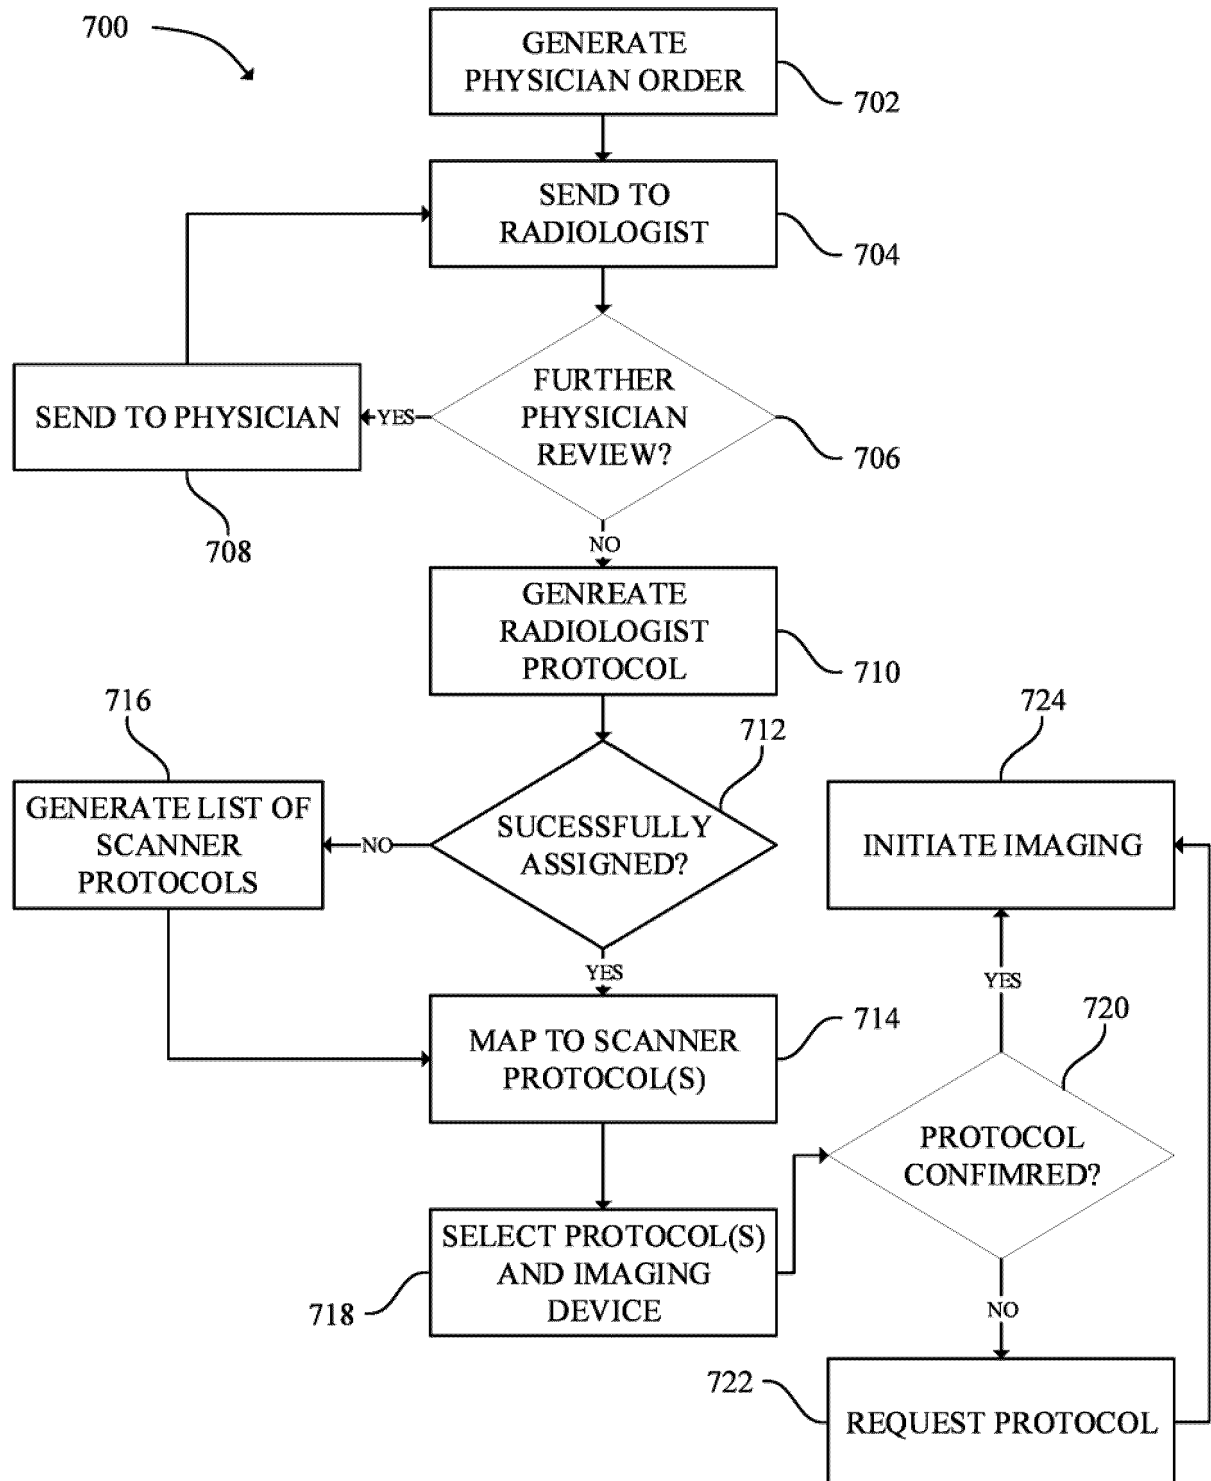 700
GENERATE
PHYSICIAN ORDER
702
SEND TO
RADIOLOGIST
704
FURTHER
PHYSICIAN
REVIEW?
706
YES
SEND TO PHYSICIAN
708
NO
GENREATE
RADIOLOGIST
PROTOCOL
710
712
SUCESSFULLY
ASSIGNED?
NO
716
GENERATE LIST OF
SCANNER
PROTOCOLS
YES
MAP TO SCANNER
PROTOCOL(S)
714
SELECT PROTOCOL(S)
AND IMAGING
DEVICE
718
720
PROTOCOL
CONFIMRED?
YES
724
INITIATE IMAGING
NO
722
REQUEST PROTOCOL